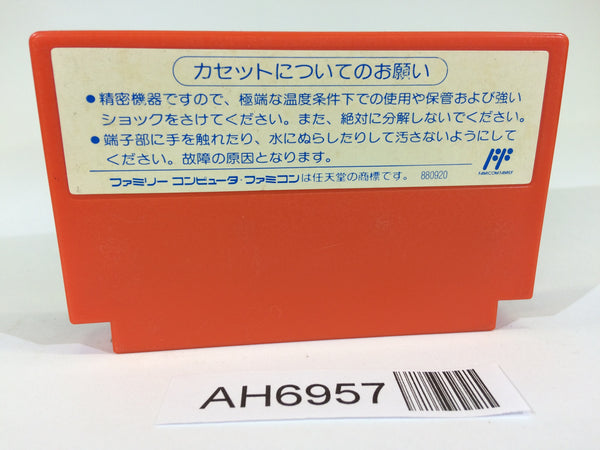 カセットについてのお願い
●精密機器ですので、極端な温度条件下での使用や保管および強い
ショックをさけてください。また、絶対に分解しないでください。
●端子部に手を触れたり、水にぬらしたりして汚さないようにして
ください。故障の原因となります。
FAMICOM FAMILY
ファミリー コンピュータ・ファミコンは任天堂の商標です。 880920
AH6957